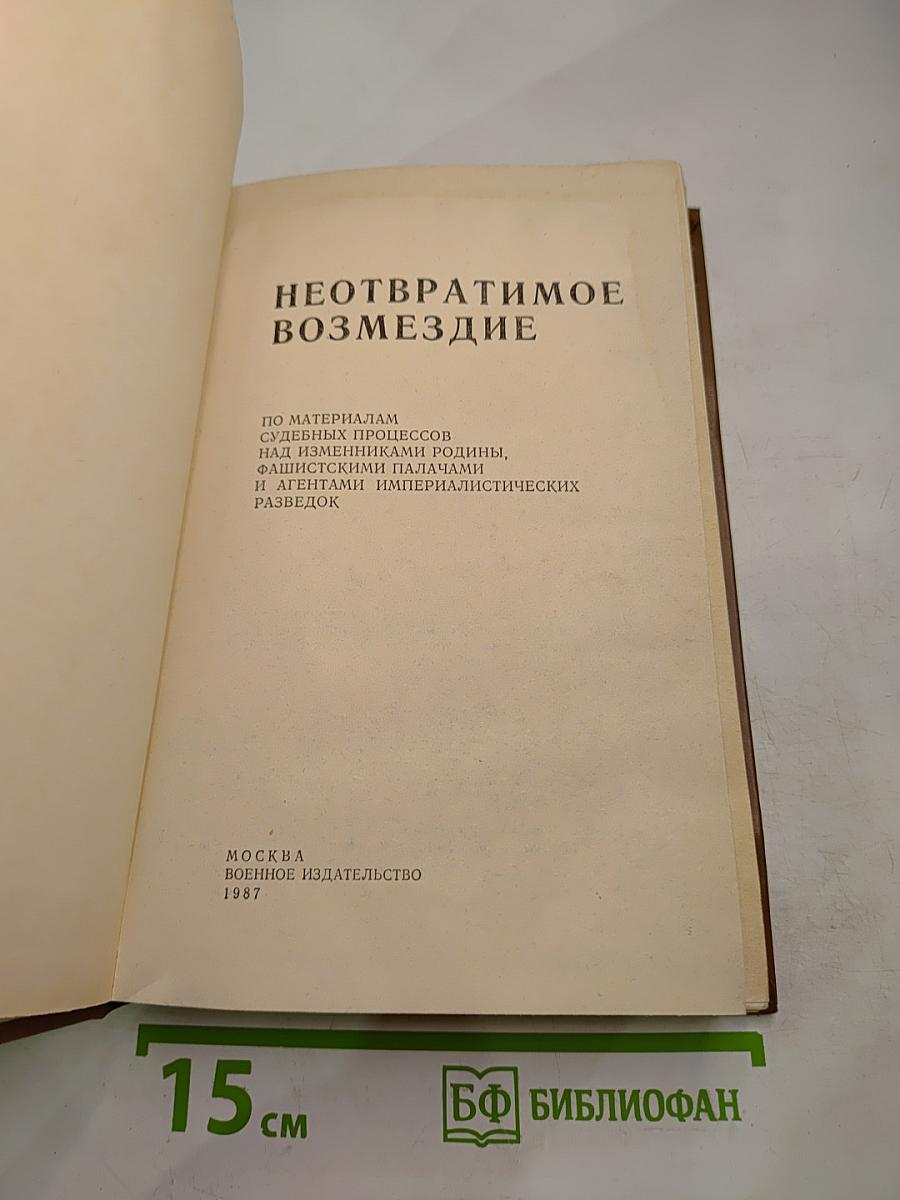 НЕОТВРАТИМОЕ
ВОЗМЕЗДИЕ
ПО МАТЕРИАЛАМ
СУДЕБНЫХ ПРОЦЕССОВ
НАД ИЗМЕННИКАМИ РОДИНЫ,
ФАШИСТСКИМИ ПАЛАЧАМИ
И АГЕНТАМИ ИМПЕРИАЛИСТИЧЕСКИХ
РАЗВЕДОК
МОСКВА
ВОЕННОЕ ИЗДАТЕЛЬСТВО
1987
15 см
БФ БИБЛИОФАН